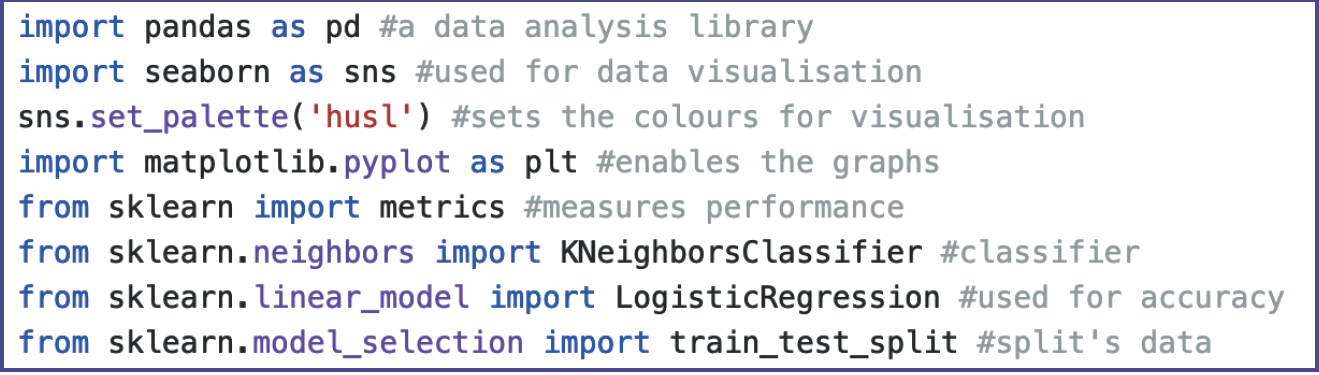 import pandas as pd #a data analysis library
import seaborn as sns #used for data visualisation
sns.set_palette('husl') #sets the colours for visualisation
import matplotlib.pyplot as plt #enables the graphs
from sklearn import metrics #measures performance
from sklearn.neighbors import KNeighborsClassifier #classifier
from sklearn.linear_model import LogisticRegression #used for accuracy
from sklearn.model_selection import train_test_split #split's data